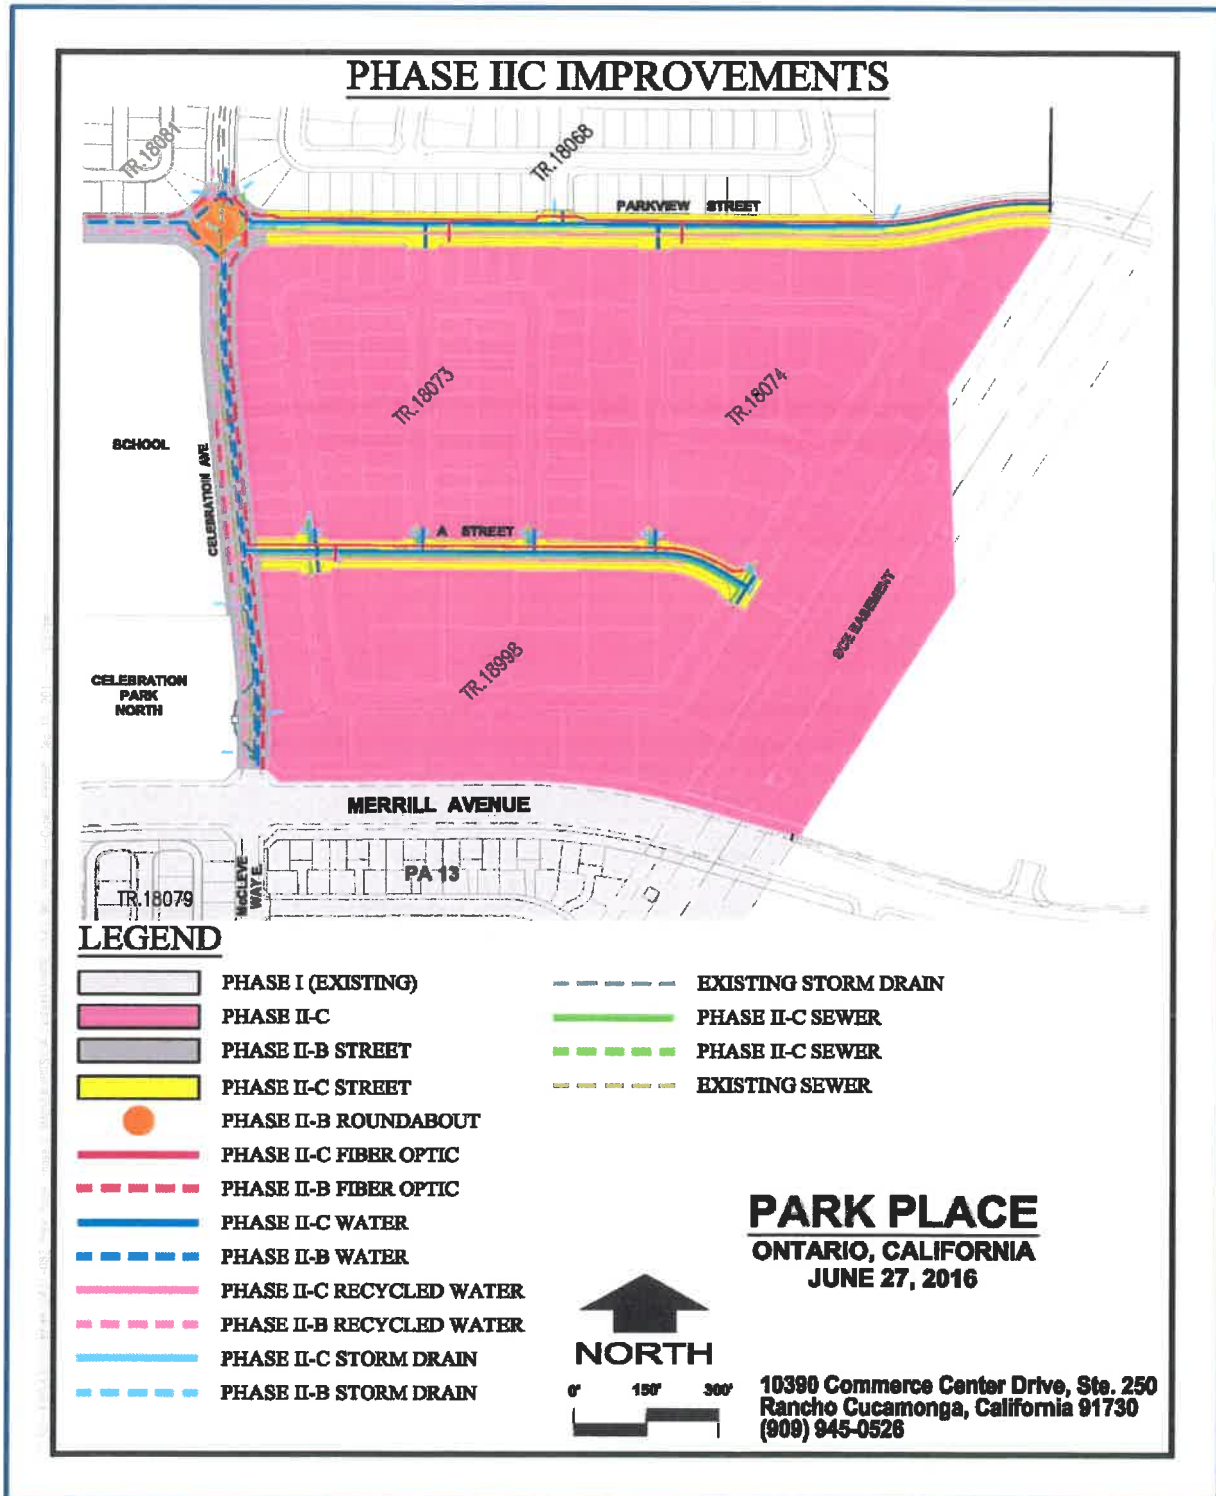 PHASE IIC IMPROVEMENTS
TR.18081
TR.18068
PARKVIEW STREET
TR.18073
TR.18074
SCHOOL
CELEBRATION AVE
A STREET
SCE EASEMENT
TR.18998
CELEBRATION
PARK
NORTH
MERRILL AVENUE
McCLEVE
WAY E.
PA 13
TR.18079
LEGEND
PHASE I (EXISTING)
PHASE II-C
PHASE II-B STREET
PHASE II-C STREET
PHASE II-B ROUNDABOUT
PHASE II-C FIBER OPTIC
PHASE II-B FIBER OPTIC
PHASE II-C WATER
PHASE II-B WATER
PHASE II-C RECYCLED WATER
PHASE II-B RECYCLED WATER
PHASE II-C STORM DRAIN
PHASE II-B STORM DRAIN
EXISTING STORM DRAIN
PHASE II-C SEWER
PHASE II-C SEWER
EXISTING SEWER
PARK PLACE
ONTARIO, CALIFORNIA
JUNE 27, 2016
NORTH
0' 150' 300'
10390 Commerce Center Drive, Ste. 250
Rancho Cucamonga, California 91730
(909) 945-0526